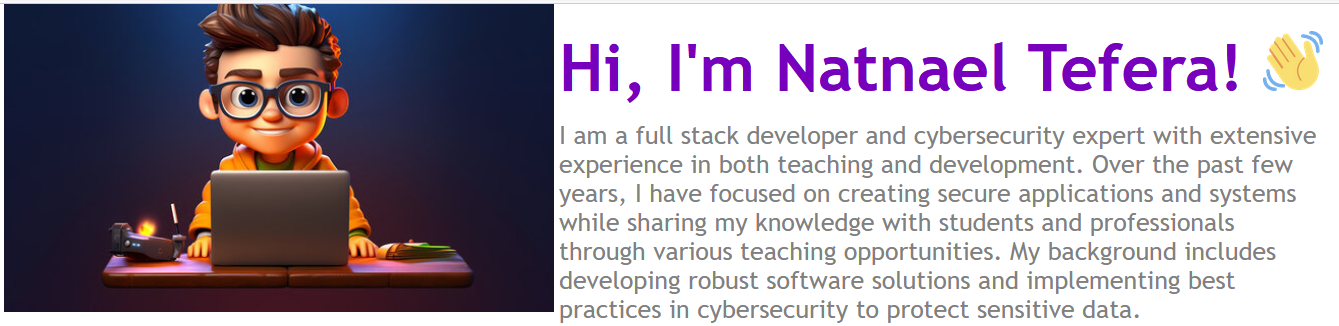 Hi, I'm Natnael Tefera! 👋
I am a full stack developer and cybersecurity expert with extensive
experience in both teaching and development. Over the past few
years, I have focused on creating secure applications and systems
while sharing my knowledge with students and professionals
through various teaching opportunities. My background includes
developing robust software solutions and implementing best
practices in cybersecurity to protect sensitive data.